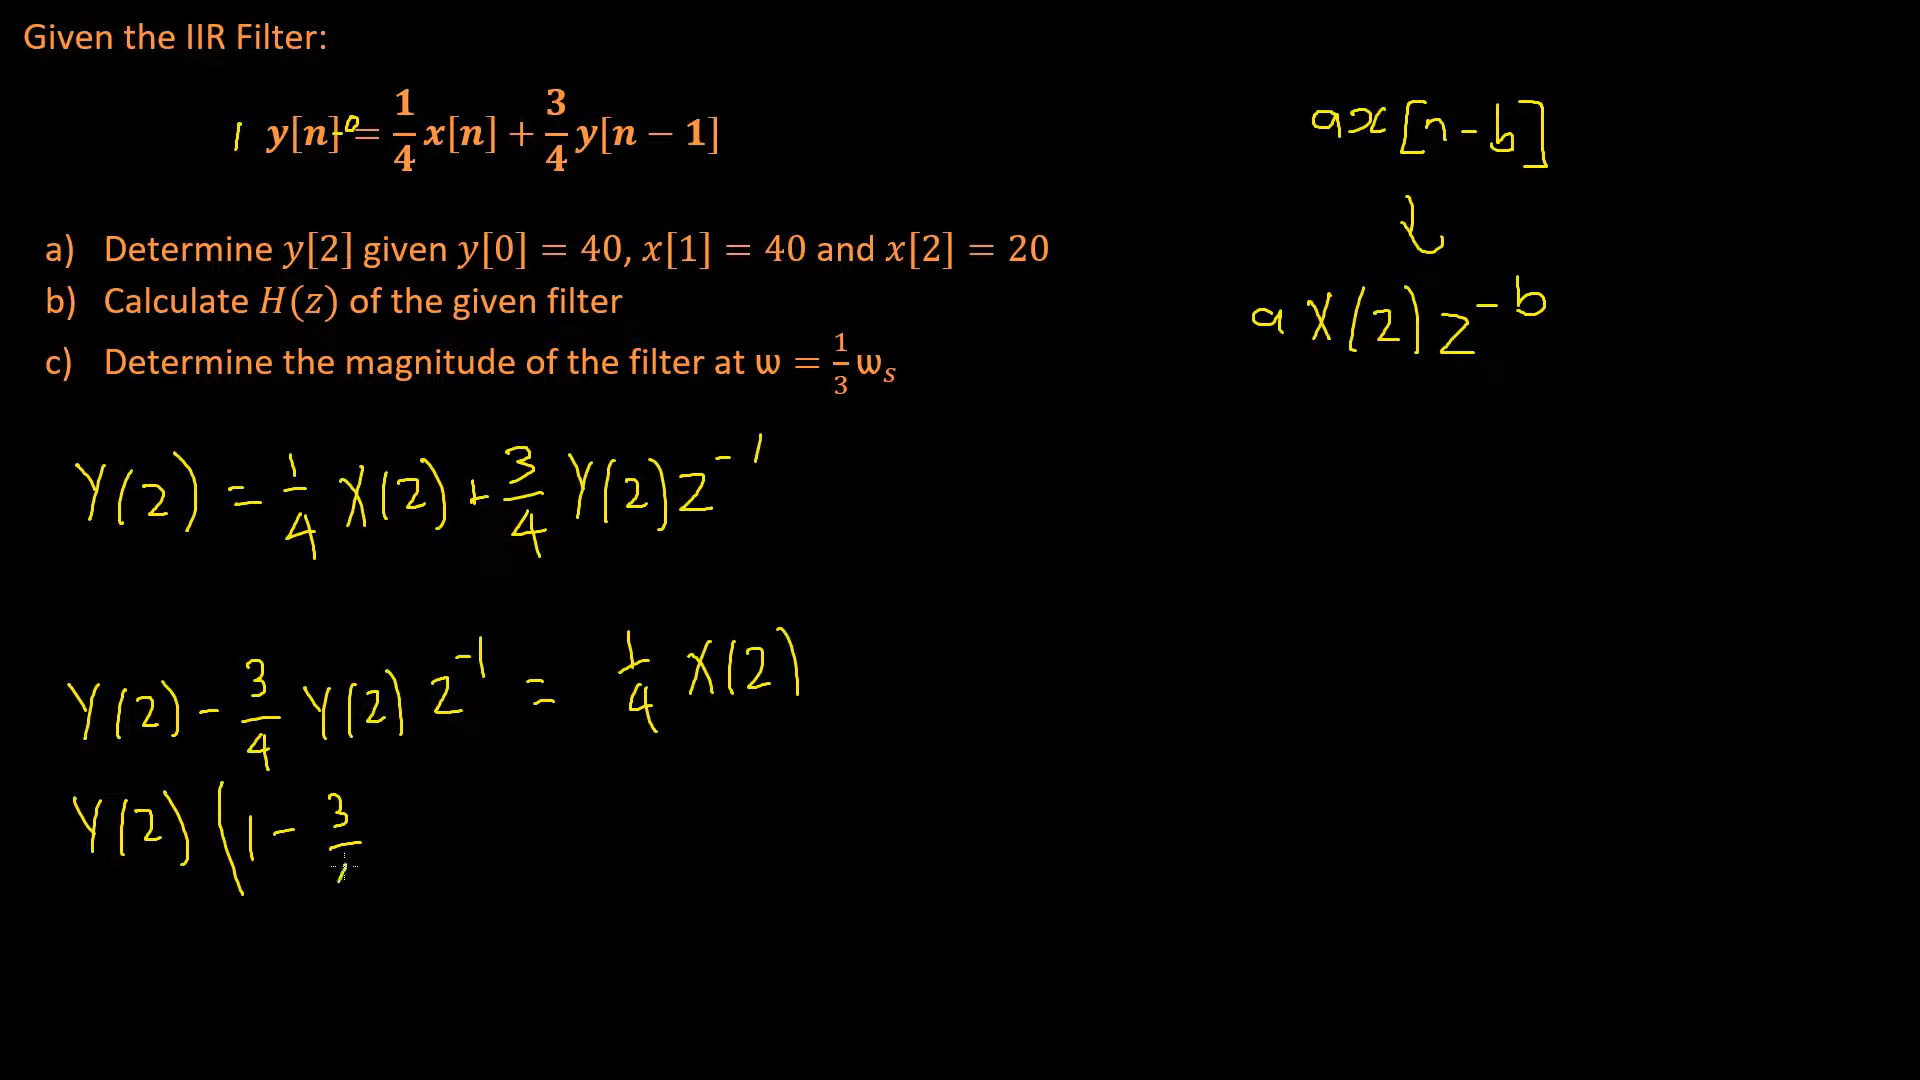 Given the IIR Filter:
1 y[n]-0 = 1/4 x[n] + 3/4 y[n − 1]
a) Determine y[2] given y[0] = 40, x[1] = 40 and x[2] = 20
b) Calculate H(z) of the given filter
c) Determine the magnitude of the filter at w = 1/3 w_s
ax[n-b]
↓
a X(z) z^-b
Y(z) = 1/4 X(z) + 3/4 Y(z) z^-1
Y(z) - 3/4 Y(z) z^-1 = 1/4 X(z)
Y(z) (1 - 3/